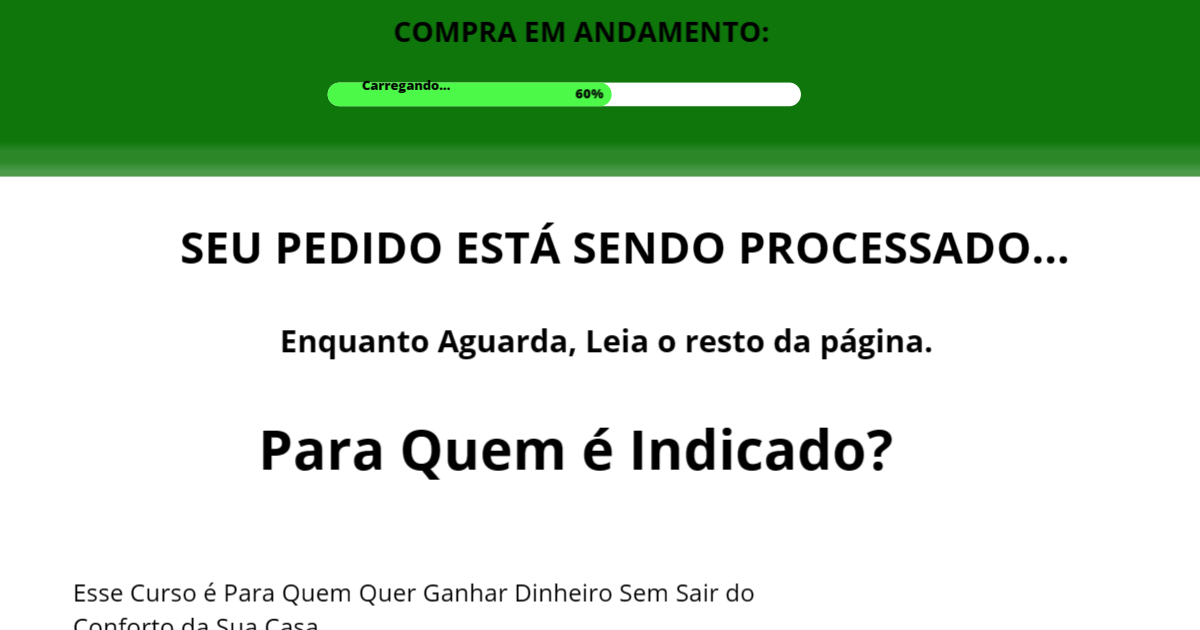 COMPRA EM ANDAMENTO:
Carregando...
60%
SEU PEDIDO ESTÁ SENDO PROCESSADO...
Enquanto Aguarda, Leia o resto da página.
Para Quem é Indicado?
Esse Curso é Para Quem Quer Ganhar Dinheiro Sem Sair do
Conforto da Sua Casa